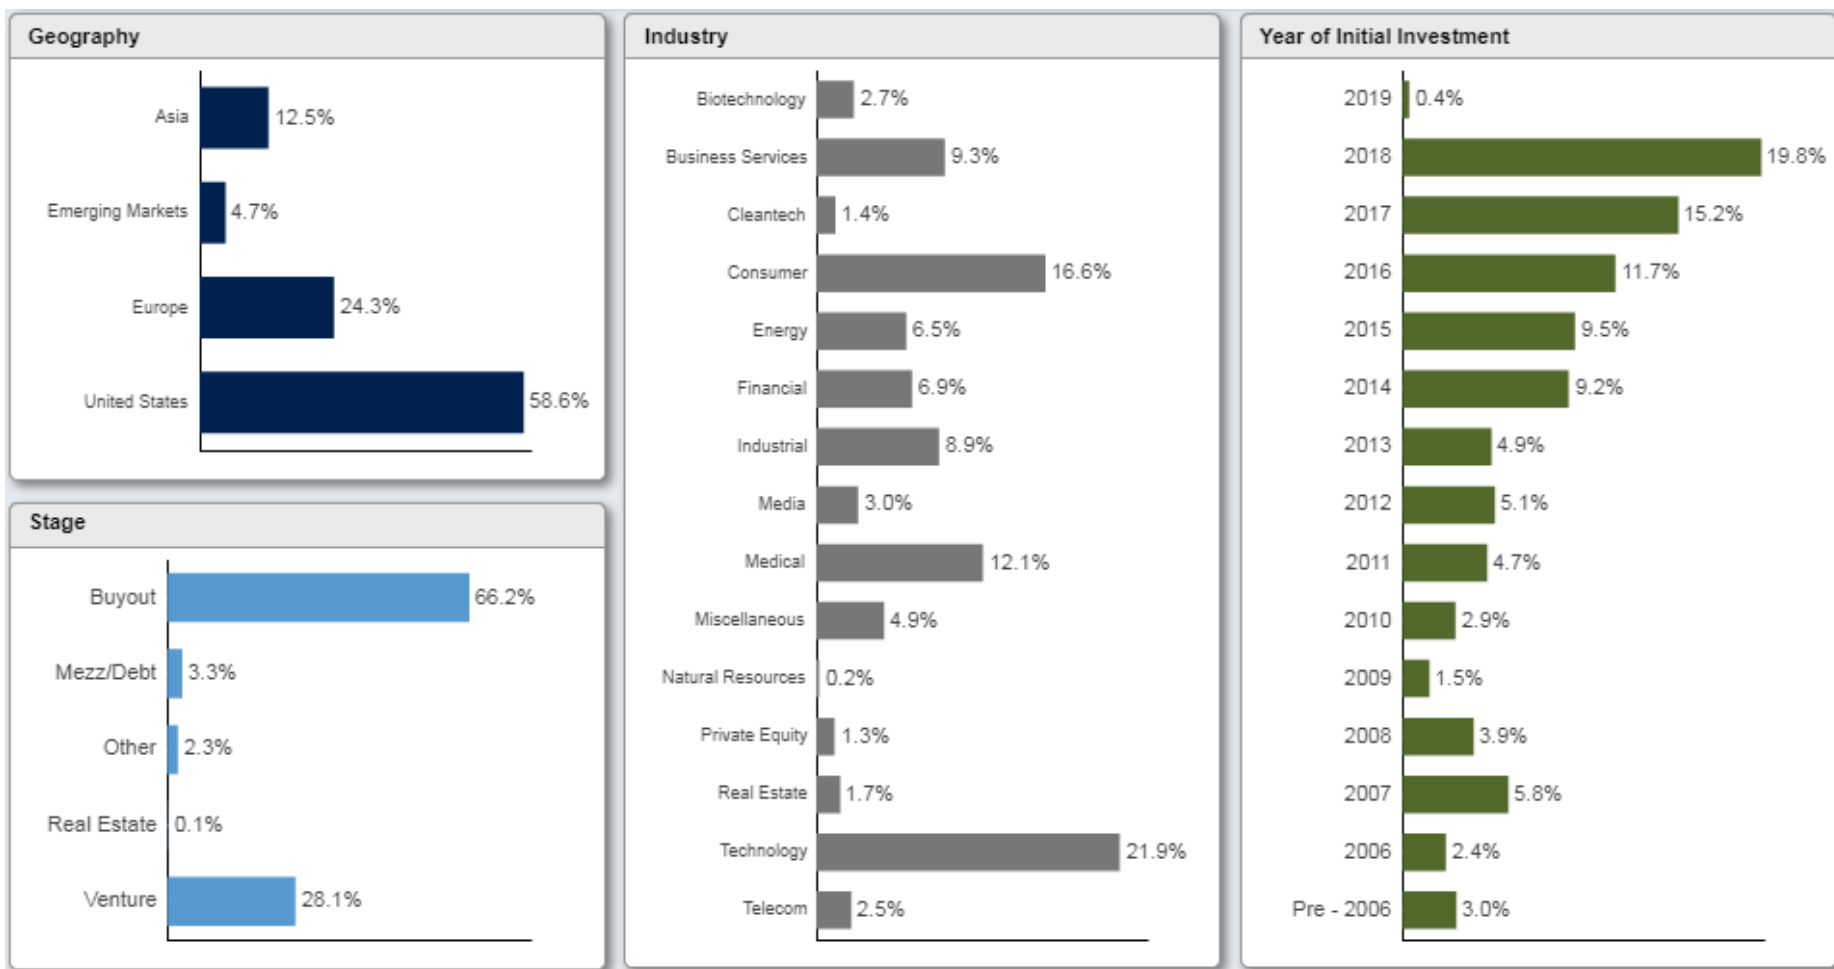 Geography
Asia 12.5%
Emerging Markets 4.7%
Europe 24.3%
United States 58.6%
Stage
Buyout 66.2%
Mezz/Debt 3.3%
Other 2.3%
Real Estate 0.1%
Venture 28.1%
Industry
Biotechnology 2.7%
Business Services 9.3%
Cleantech 1.4%
Consumer 16.6%
Energy 6.5%
Financial 6.9%
Industrial 8.9%
Media 3.0%
Medical 12.1%
Miscellaneous 4.9%
Natural Resources 0.2%
Private Equity 1.3%
Real Estate 1.7%
Technology 21.9%
Telecom 2.5%
Year of Initial Investment
2019 0.4%
2018 19.8%
2017 15.2%
2016 11.7%
2015 9.5%
2014 9.2%
2013 4.9%
2012 5.1%
2011 4.7%
2010 2.9%
2009 1.5%
2008 3.9%
2007 5.8%
2006 2.4%
Pre - 2006 3.0%